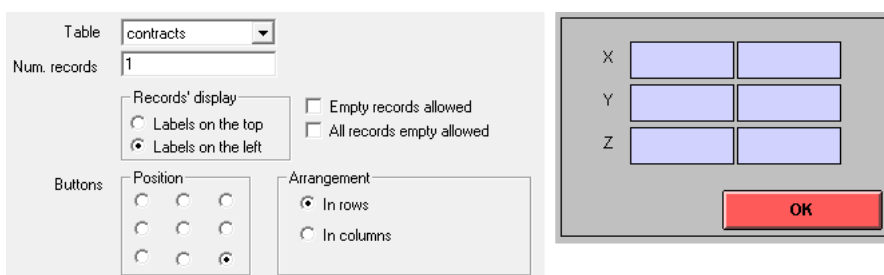 Table contracts
Num. records 1
Records' display
Labels on the top
Labels on the left
Empty records allowed
All records empty allowed
Buttons
Position
Arrangement
In rows
In columns
X
Y
Z
OK